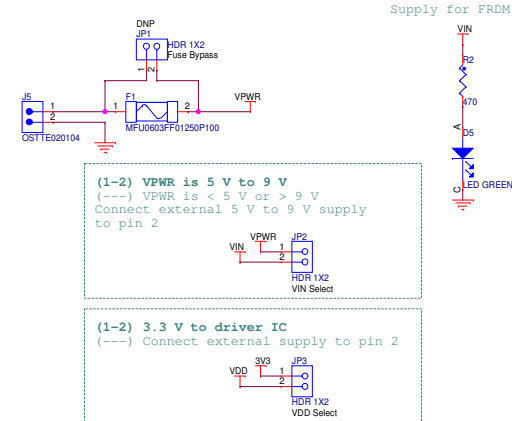 Supply for FRDM
DNP
JP1
HDR 1X2
Fuse Bypass
1
2
VIN
R2
470
A
D5
C
LED GREEN
J5
1
2
OSTTE020104
1
F1
2
MFU0603FF01250P100
VPWR
(1-2) VPWR is 5 V to 9 V
(---) VPWR is < 5 V or > 9 V
Connect external 5 V to 9 V supply
to pin 2
VPWR
VIN
1
2
JP2
HDR 1X2
VIN Select
(1-2) 3.3 V to driver IC
(---) Connect external supply to pin 2
3V3
VDD
1
2
JP3
HDR 1X2
VDD Select